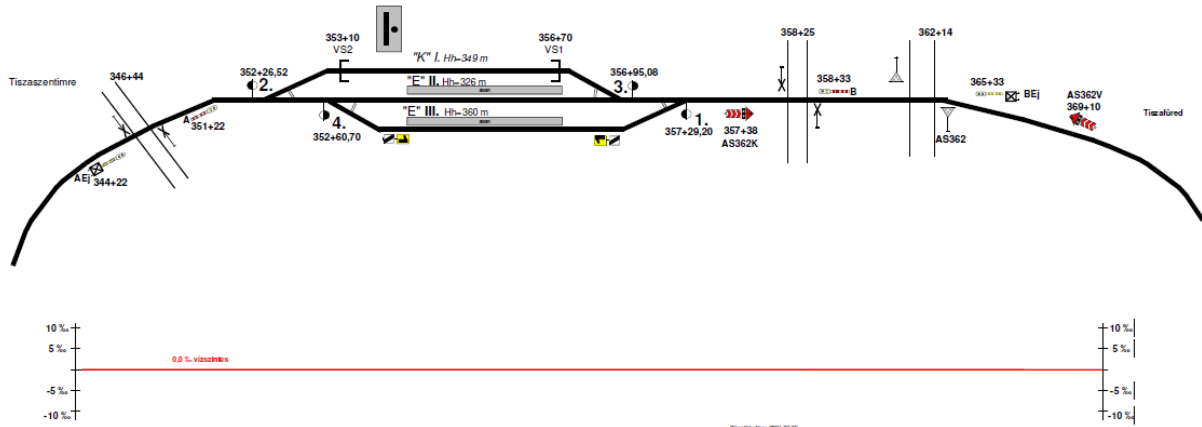 353+10
VS2
356+70
VS1
"K" I. Hh=349 m
358+25
362+14
346+44
Tiszaszentimre
352+26,52
2.
"E" II. Hh=326 m
356+95,08
3.
358+33
B
365+33
BEj
AS362V
369+10
Tiszafüred
A
351+22
4.
352+60,70
"E" III. Hh=360 m
1.
357+29,20
357+38
AS362K
AS362
AEj
344+22
10 ‰
5 ‰
-5 ‰
-10 ‰
0,0 ‰ vízszintes
10 ‰
5 ‰
-5 ‰
-10 ‰